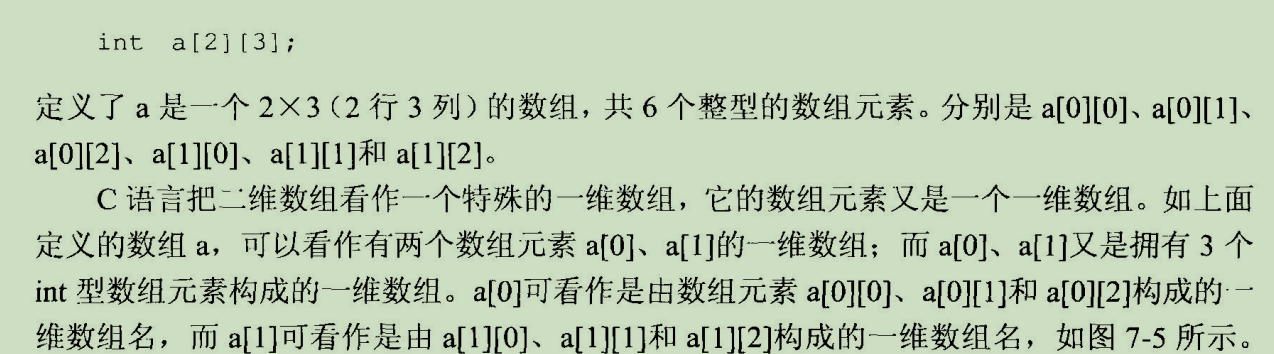 int a[2][3];
定义了 a 是一个 2×3（2 行 3 列）的数组，共 6 个整型的数组元素。分别是 a[0][0]、a[0][1]、
a[0][2]、a[1][0]、a[1][1]和 a[1][2]。
C 语言把二维数组看作一个特殊的一维数组，它的数组元素又是一个一维数组。如上面
定义的数组 a，可以看作有两个数组元素 a[0]、a[1]的一维数组；而 a[0]、a[1]又是拥有 3 个
int 型数组元素构成的一维数组。a[0]可看作是由数组元素 a[0][0]、a[0][1]和 a[0][2]构成的一
维数组名，而 a[1]可看作是由 a[1][0]、a[1][1]和 a[1][2]构成的一维数组名，如图 7-5 所示。